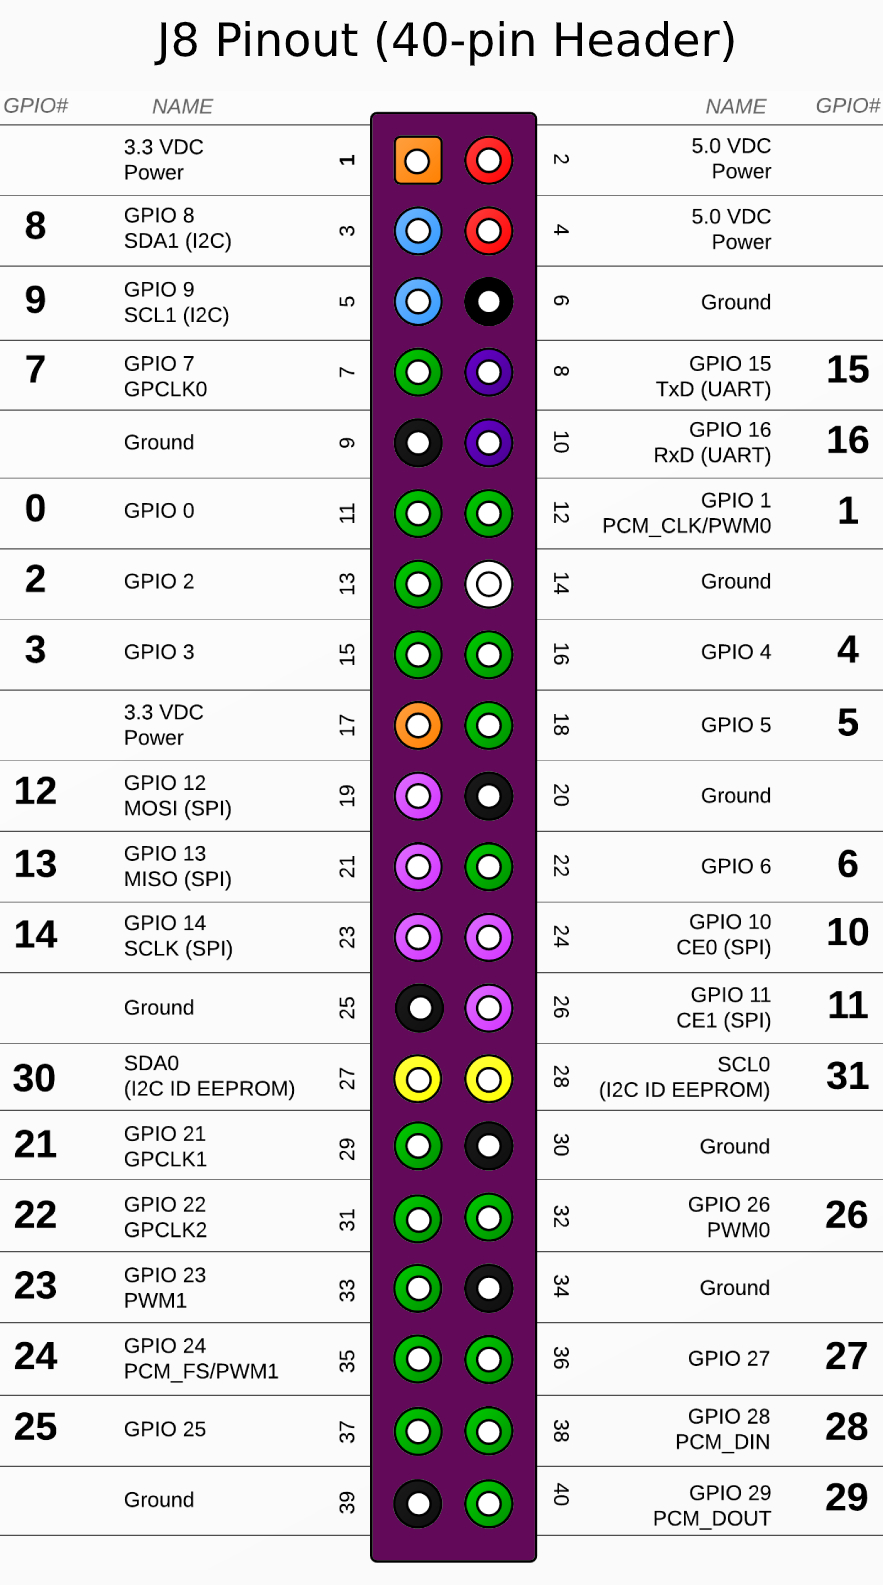 J8 Pinout (40-pin Header)
GPIO# NAME NAME GPIO#
3.3 VDC
Power
1
2
5.0 VDC
Power
8
GPIO 8
SDA1 (I2C)
3
4
5.0 VDC
Power
9
GPIO 9
SCL1 (I2C)
5
6
Ground
7
GPIO 7
GPCLK0
7
8
GPIO 15
TxD (UART)
15
Ground
9
10
GPIO 16
RxD (UART)
16
0
GPIO 0
11
12
GPIO 1
PCM_CLK/PWM0
1
2
GPIO 2
13
14
Ground
3
GPIO 3
15
16
GPIO 4
4
3.3 VDC
Power
17
18
GPIO 5
5
12
GPIO 12
MOSI (SPI)
19
20
Ground
13
GPIO 13
MISO (SPI)
21
22
GPIO 6
6
14
GPIO 14
SCLK (SPI)
23
24
GPIO 10
CE0 (SPI)
10
Ground
25
26
GPIO 11
CE1 (SPI)
11
30
SDA0
(I2C ID EEPROM)
27
28
SCL0
(I2C ID EEPROM)
31
21
GPIO 21
GPCLK1
29
30
Ground
22
GPIO 22
GPCLK2
31
32
GPIO 26
PWM0
26
23
GPIO 23
PWM1
33
34
Ground
24
GPIO 24
PCM_FS/PWM1
35
36
GPIO 27
27
25
GPIO 25
37
38
GPIO 28
PCM_DIN
28
Ground
39
40
GPIO 29
PCM_DOUT
29